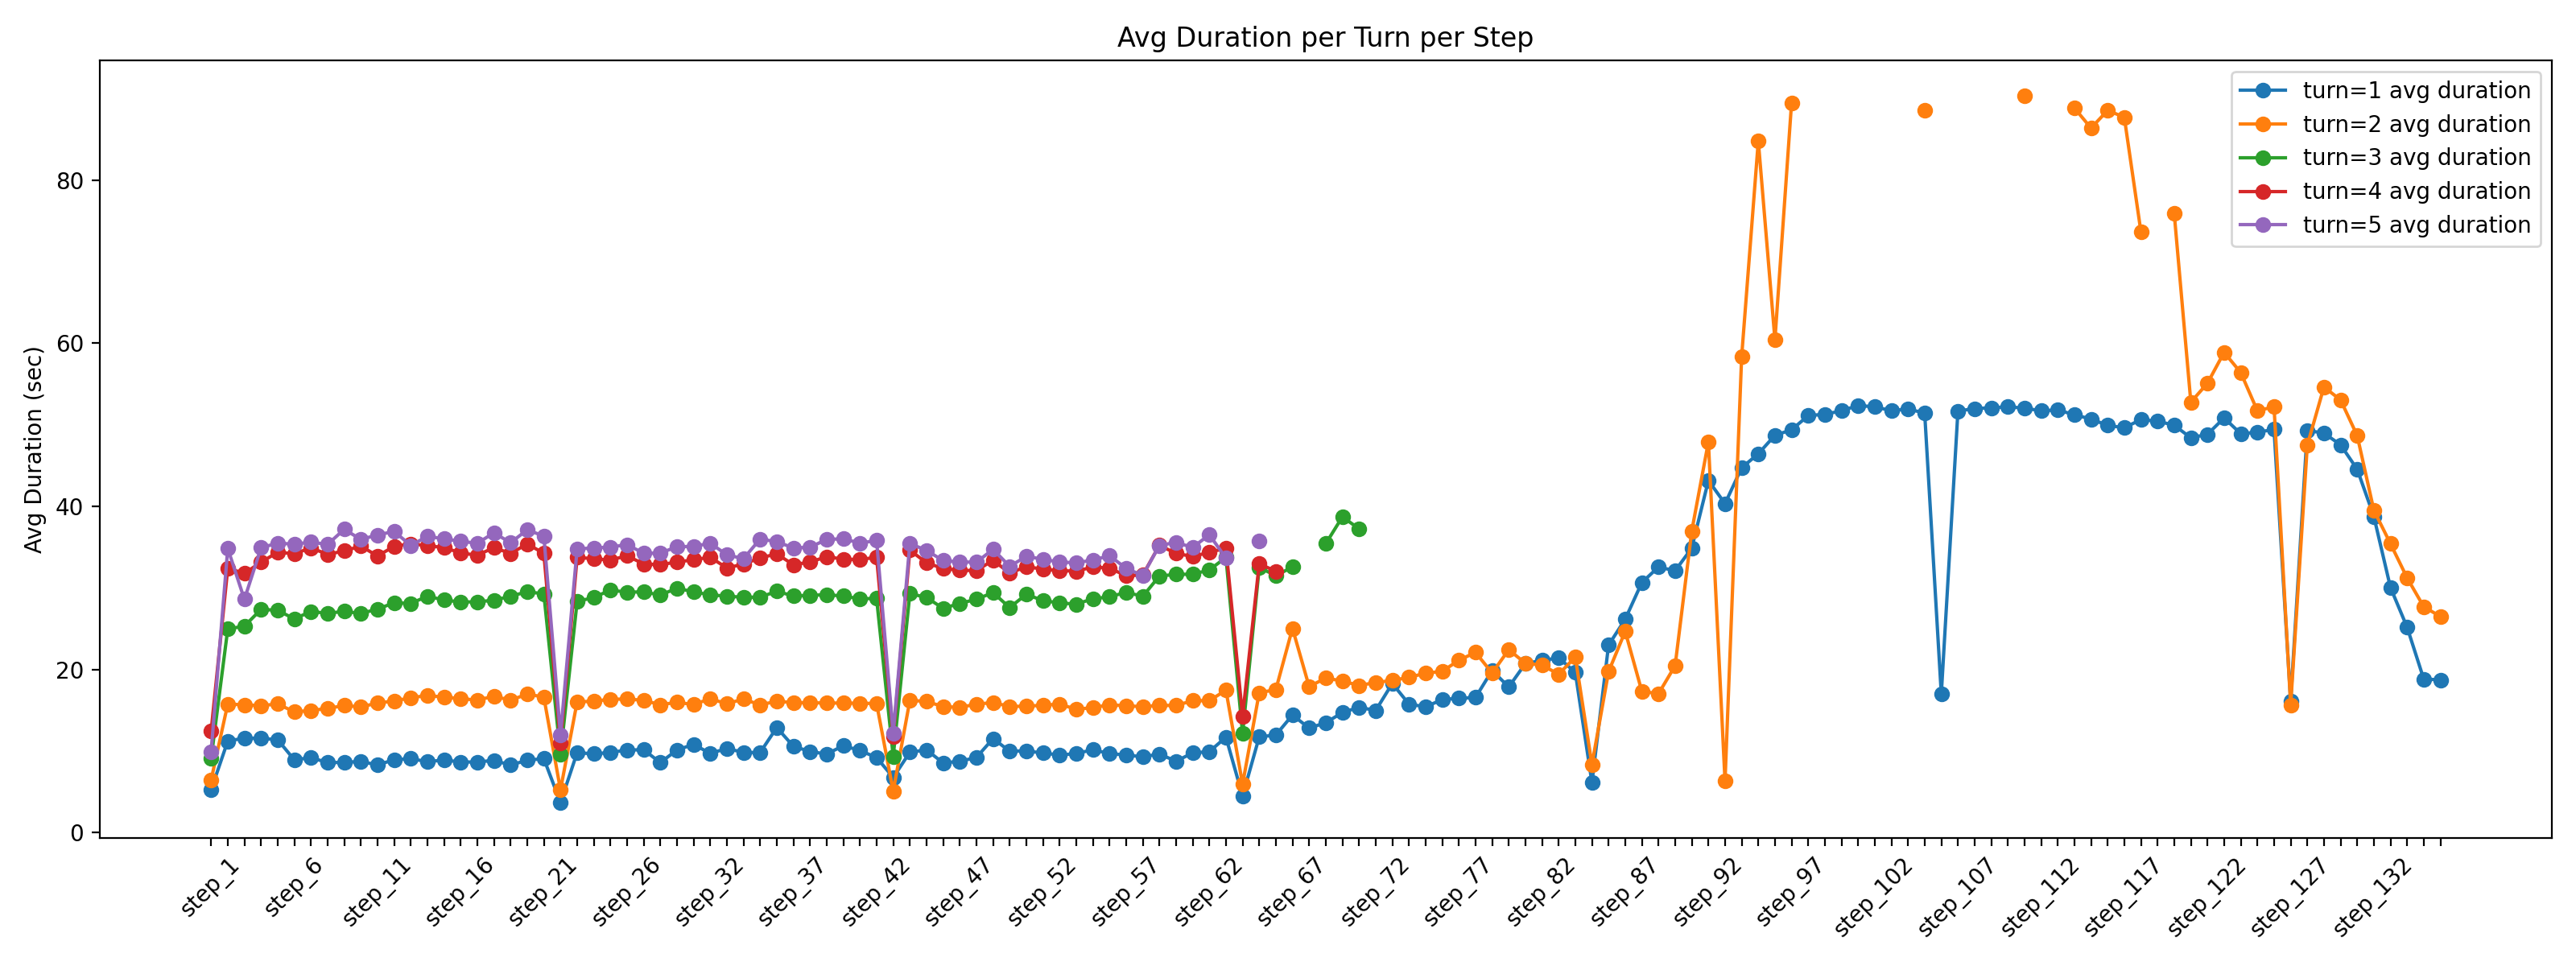 Avg Duration per Turn per Step
turn=1 avg duration
turn=2 avg duration
turn=3 avg duration
turn=4 avg duration
turn=5 avg duration
Avg Duration (sec)
80
60
40
20
0
step_1
step_6
step_11
step_16
step_21
step_26
step_32
step_37
step_42
step_47
step_52
step_57
step_62
step_67
step_72
step_77
step_82
step_87
step_92
step_97
step_102
step_107
step_112
step_117
step_122
step_127
step_132